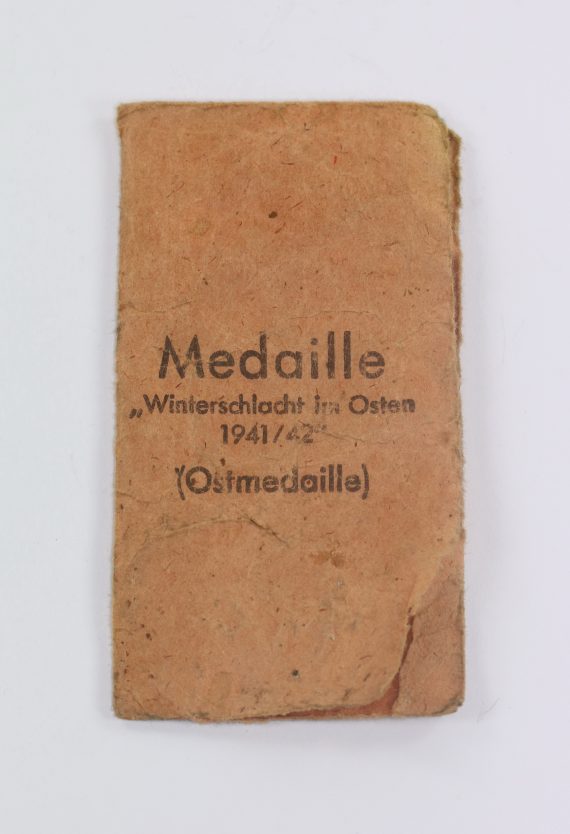 Medaille
„Winterschlacht im Osten
1941/42“
(Ostmedaille)